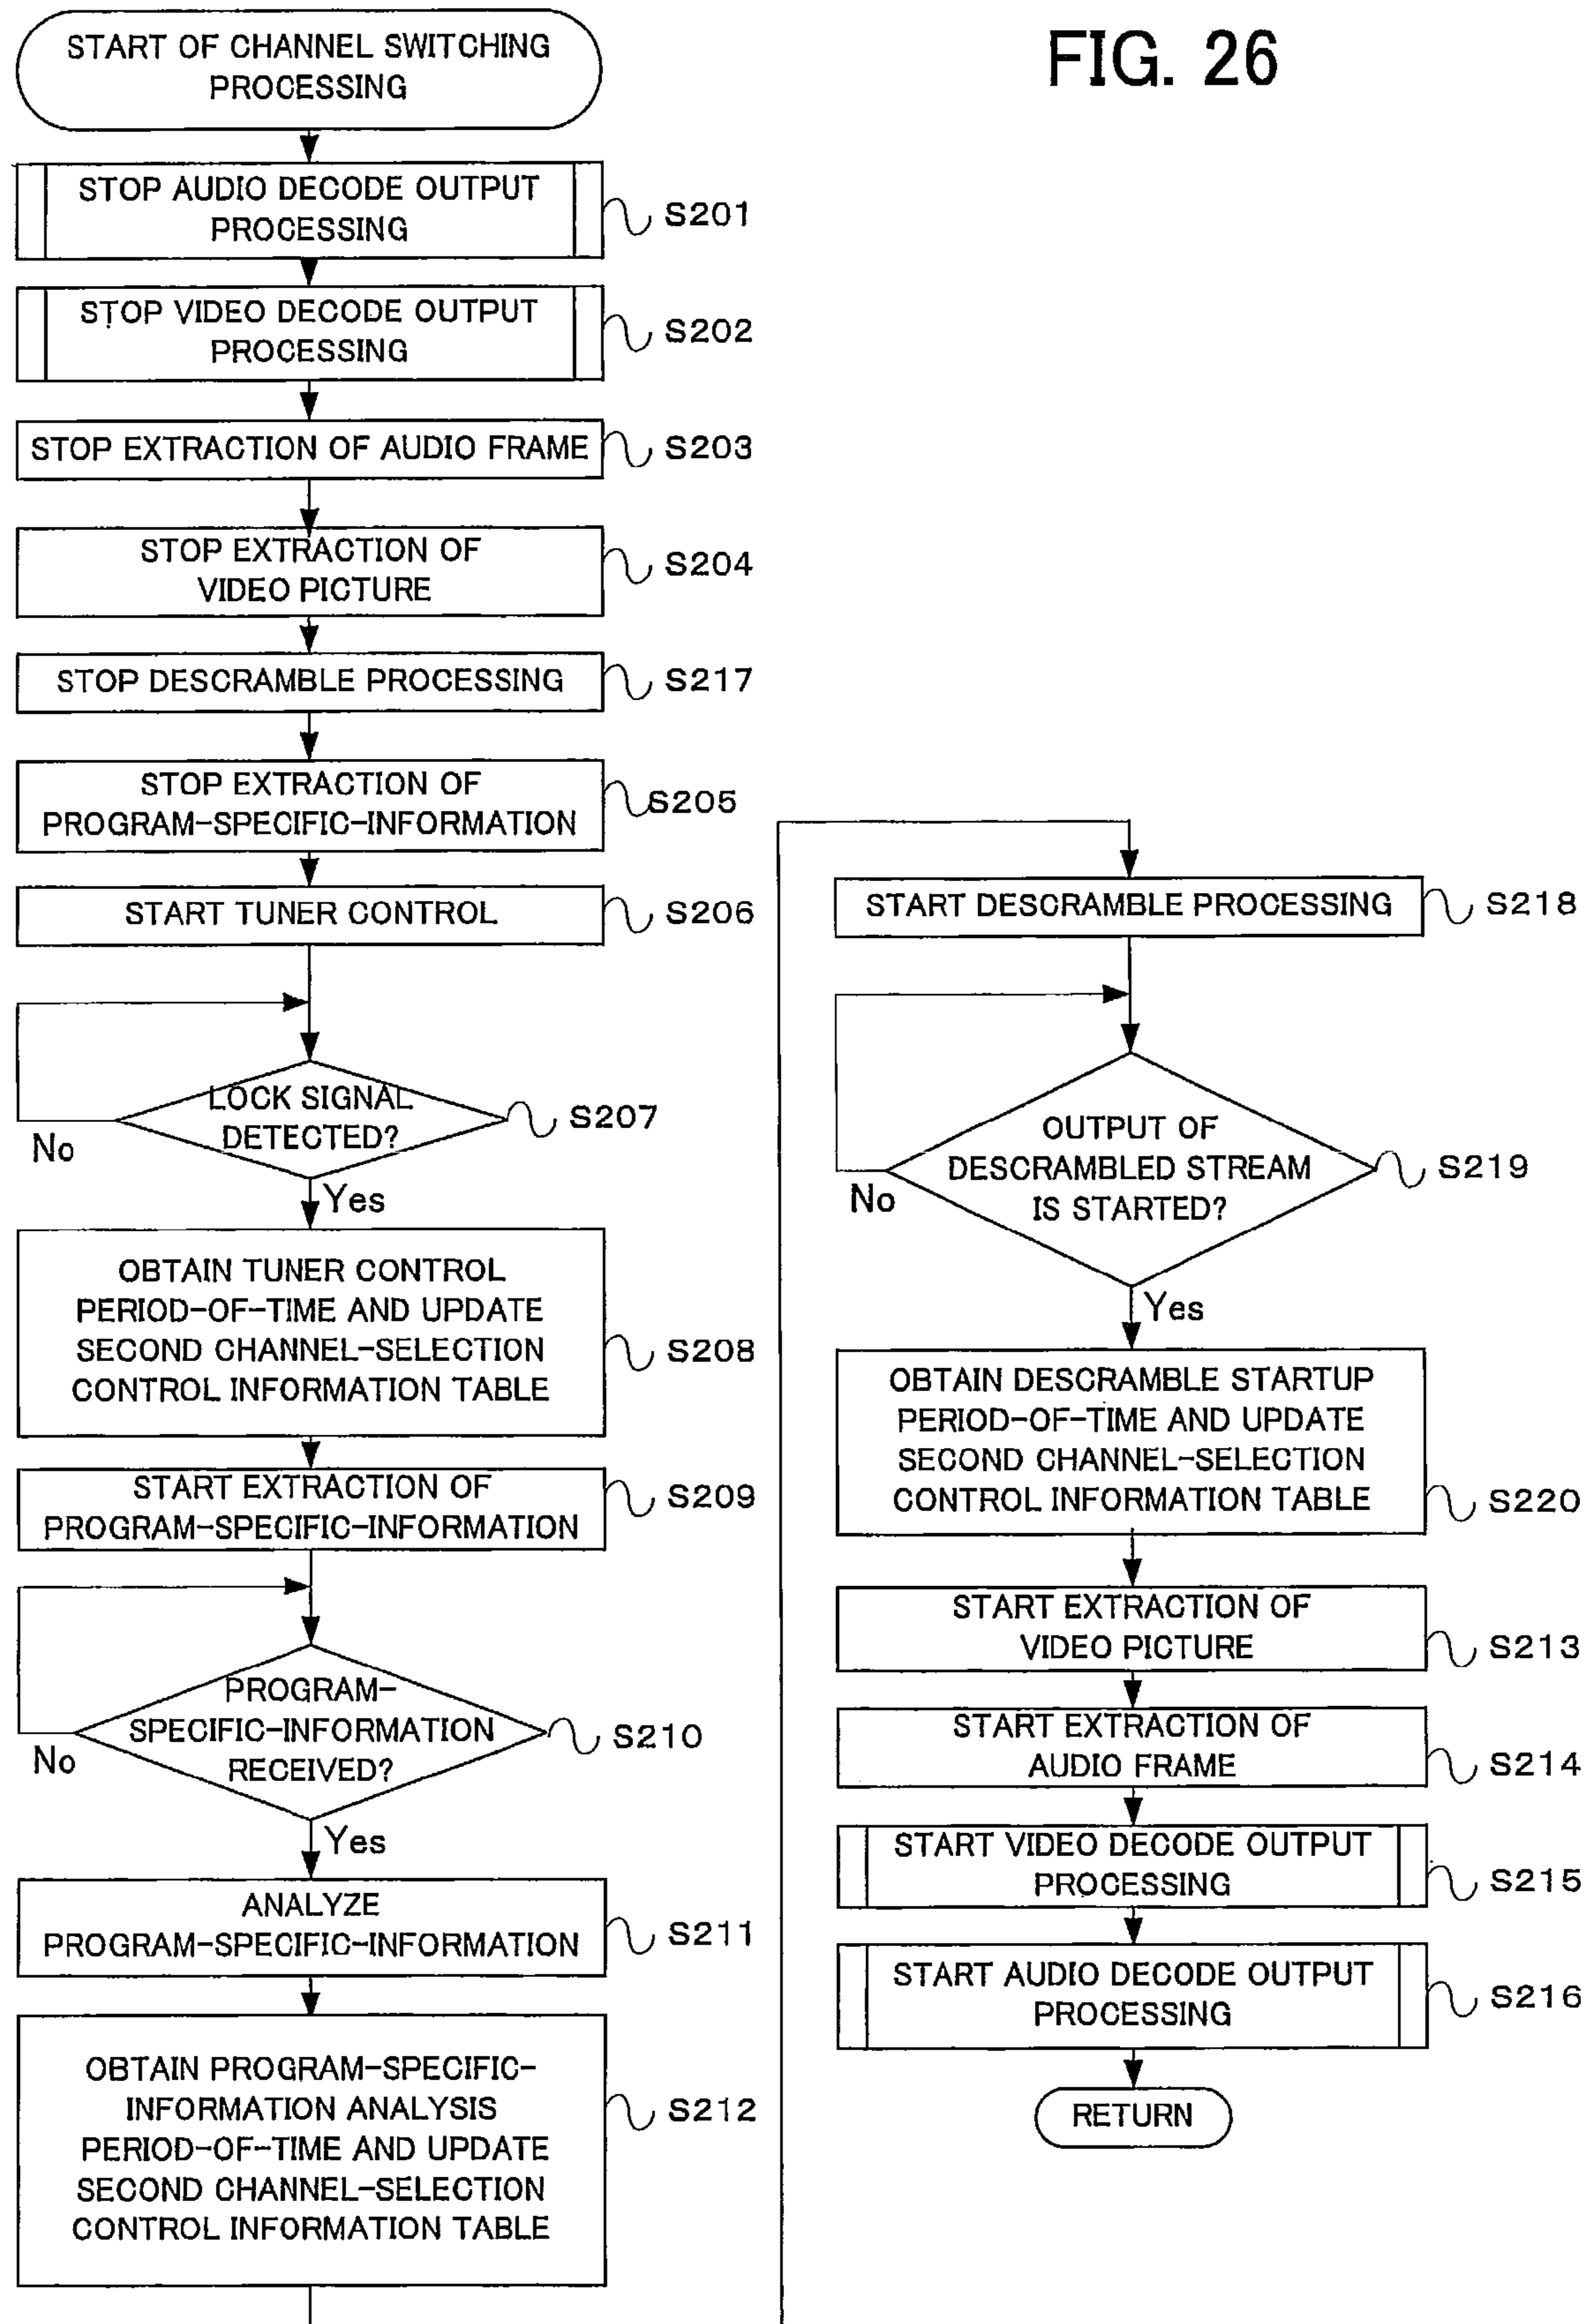 FIG. 26
START OF CHANNEL SWITCHING
PROCESSING
STOP AUDIO DECODE OUTPUT
PROCESSING
S201
STOP VIDEO DECODE OUTPUT
PROCESSING
S202
STOP EXTRACTION OF AUDIO FRAME
S203
STOP EXTRACTION OF
VIDEO PICTURE
S204
STOP DESCRAMBLE PROCESSING
S217
STOP EXTRACTION OF
PROGRAM-SPECIFIC-INFORMATION
S205
START TUNER CONTROL
S206
LOCK SIGNAL
DETECTED?
S207
No
Yes
OBTAIN TUNER CONTROL
PERIOD-OF-TIME AND UPDATE
SECOND CHANNEL-SELECTION
CONTROL INFORMATION TABLE
S208
START EXTRACTION OF
PROGRAM-SPECIFIC-INFORMATION
S209
PROGRAM-
SPECIFIC-INFORMATION
RECEIVED?
S210
No
Yes
ANALYZE
PROGRAM-SPECIFIC-INFORMATION
S211
OBTAIN PROGRAM-SPECIFIC-
INFORMATION ANALYSIS
PERIOD-OF-TIME AND UPDATE
SECOND CHANNEL-SELECTION
CONTROL INFORMATION TABLE
S212
START DESCRAMBLE PROCESSING
S218
OUTPUT OF
DESCRAMBLED STREAM
IS STARTED?
S219
No
Yes
OBTAIN DESCRAMBLE STARTUP
PERIOD-OF-TIME AND UPDATE
SECOND CHANNEL-SELECTION
CONTROL INFORMATION TABLE
S220
START EXTRACTION OF
VIDEO PICTURE
S213
START EXTRACTION OF
AUDIO FRAME
S214
START VIDEO DECODE OUTPUT
PROCESSING
S215
START AUDIO DECODE OUTPUT
PROCESSING
S216
RETURN